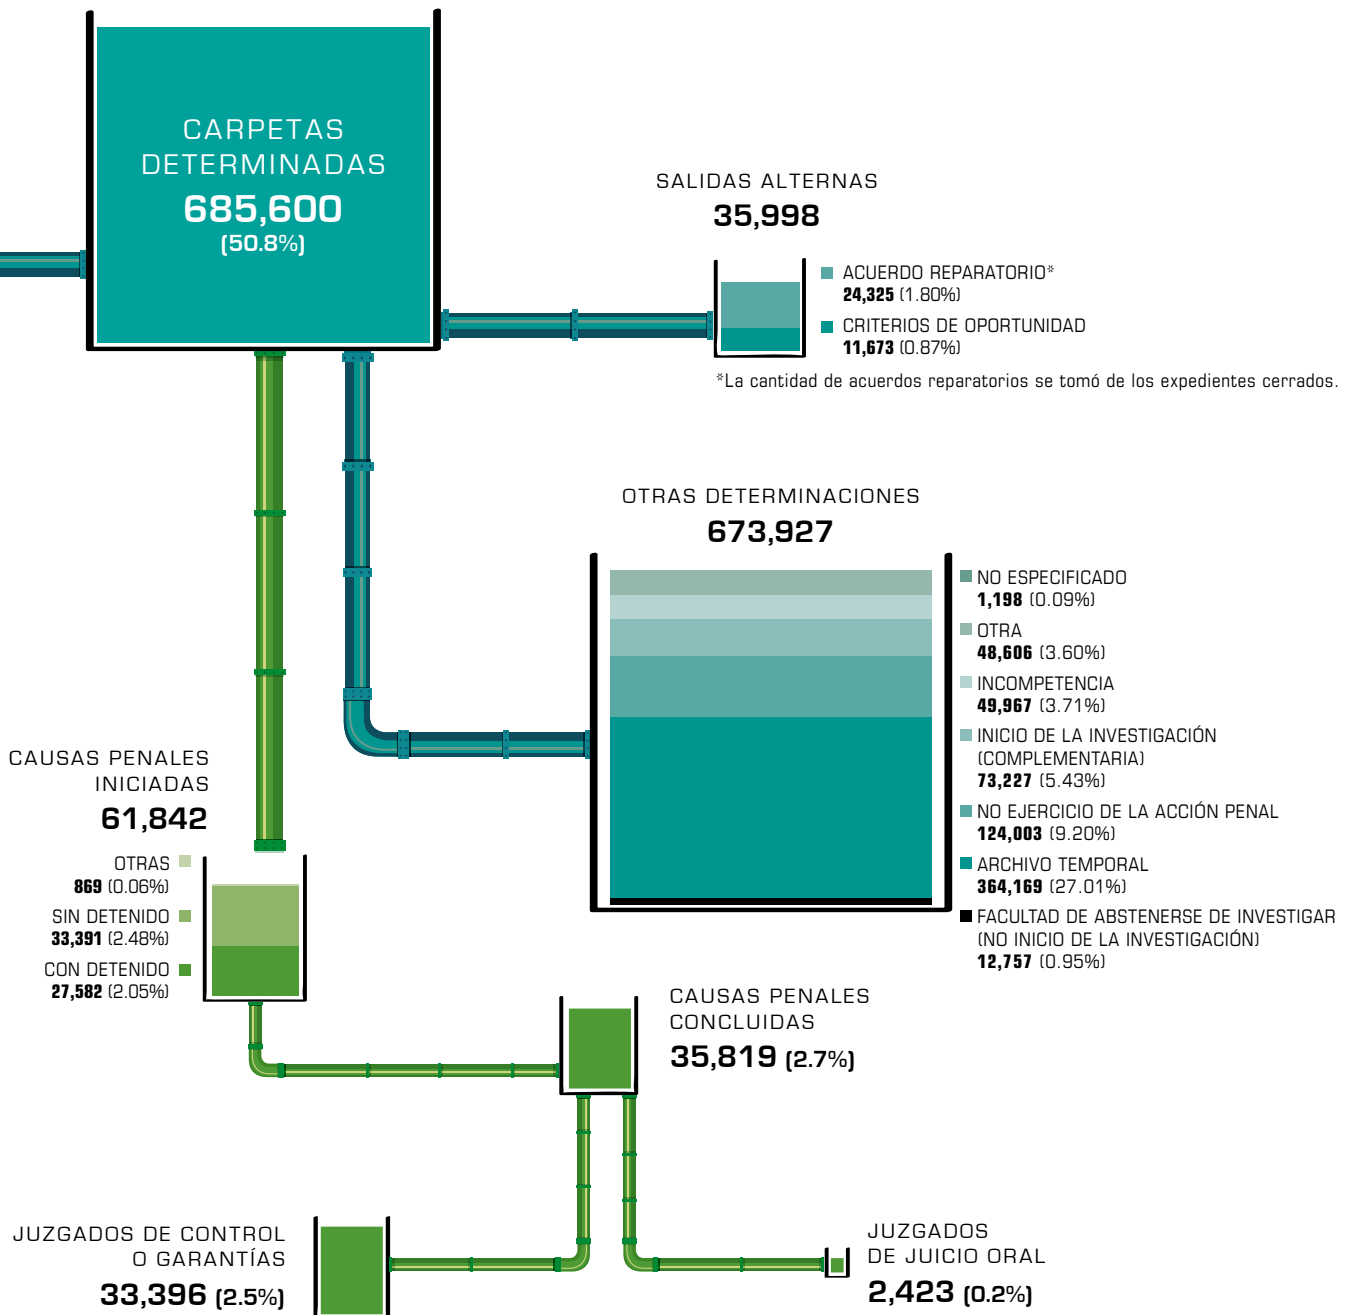 CARPETAS
DETERMINADAS
685,600
(50.8%)
SALIDAS ALTERNAS
35,998
ACUERDO REPARATORIO*
24,325 (1.80%)
CRITERIOS DE OPORTUNIDAD
11,673 (0.87%)
*La cantidad de acuerdos reparatorios se tomó de los expedientes cerrados.
OTRAS DETERMINACIONES
673,927
NO ESPECIFICADO
1,198 (0.09%)
OTRA
48,606 (3.60%)
INCOMPETENCIA
49,967 (3.71%)
INICIO DE LA INVESTIGACIÓN
(COMPLEMENTARIA)
73,227 (5.43%)
NO EJERCICIO DE LA ACCIÓN PENAL
124,003 (9.20%)
ARCHIVO TEMPORAL
364,169 (27.01%)
FACULTAD DE ABSTENERSE DE INVESTIGAR
(NO INICIO DE LA INVESTIGACIÓN)
12,757 (0.95%)
CAUSAS PENALES
INICIADAS
61,842
OTRAS
869 (0.06%)
SIN DETENIDO
33,391 (2.48%)
CON DETENIDO
27,582 (2.05%)
CAUSAS PENALES
CONCLUIDAS
35,819 (2.7%)
JUZGADOS DE CONTROL
O GARANTÍAS
33,396 (2.5%)
JUZGADOS
DE JUICIO ORAL
2,423 (0.2%)